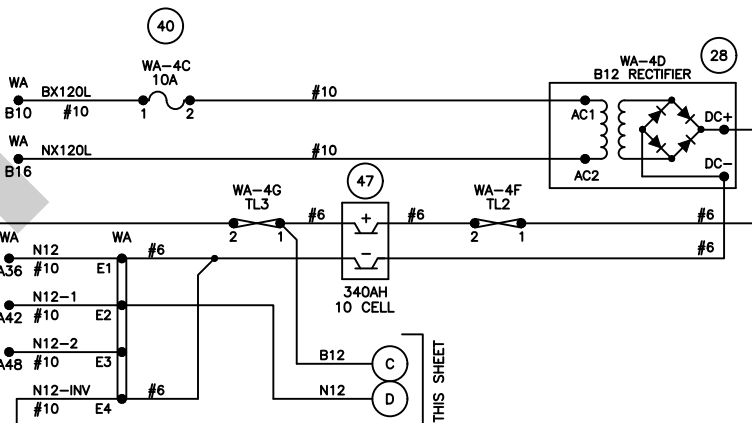 40
WA-4C
10A
28
WA-4D
B12 RECTIFIER
WA
BX120L
#10
B10
#10
1
2
AC1
DC+
NX120L
#10
B16
AC2
DC-
47
WA-4G
TL3
WA-4F
TL2
#6
+
#6
#6
2
1
2
1
WA
N12
WA
#6
-
#6
A36
#10
E1
340AH
10 CELL
N12-1
A42
#10
E2
N12-2
A48
#10
E3
B12
C
N12-INV
#6
N12
D
#10
E4
THIS SHEET